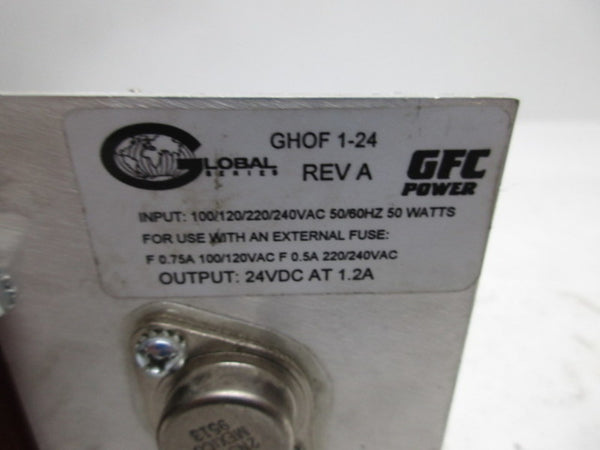 GLOBAL
SERIES
GHOF 1-24
REV A
GFC
POWER
INPUT: 100/120/220/240VAC 50/60HZ 50 WATTS
FOR USE WITH AN EXTERNAL FUSE:
F 0.75A 100/120VAC F 0.5A 220/240VAC
OUTPUT: 24VDC AT 1.2A
9513